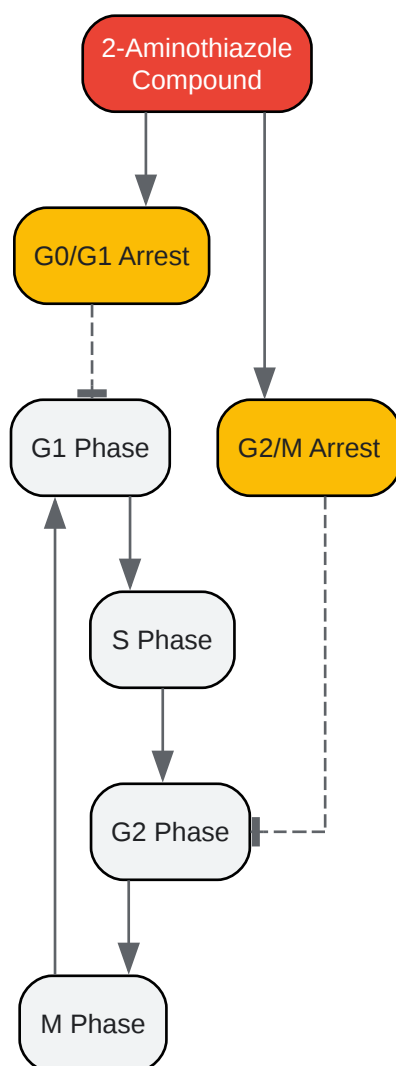 2-Aminothiazole
Compound
G0/G1 Arrest
G1 Phase
G2/M Arrest
S Phase
G2 Phase
M Phase